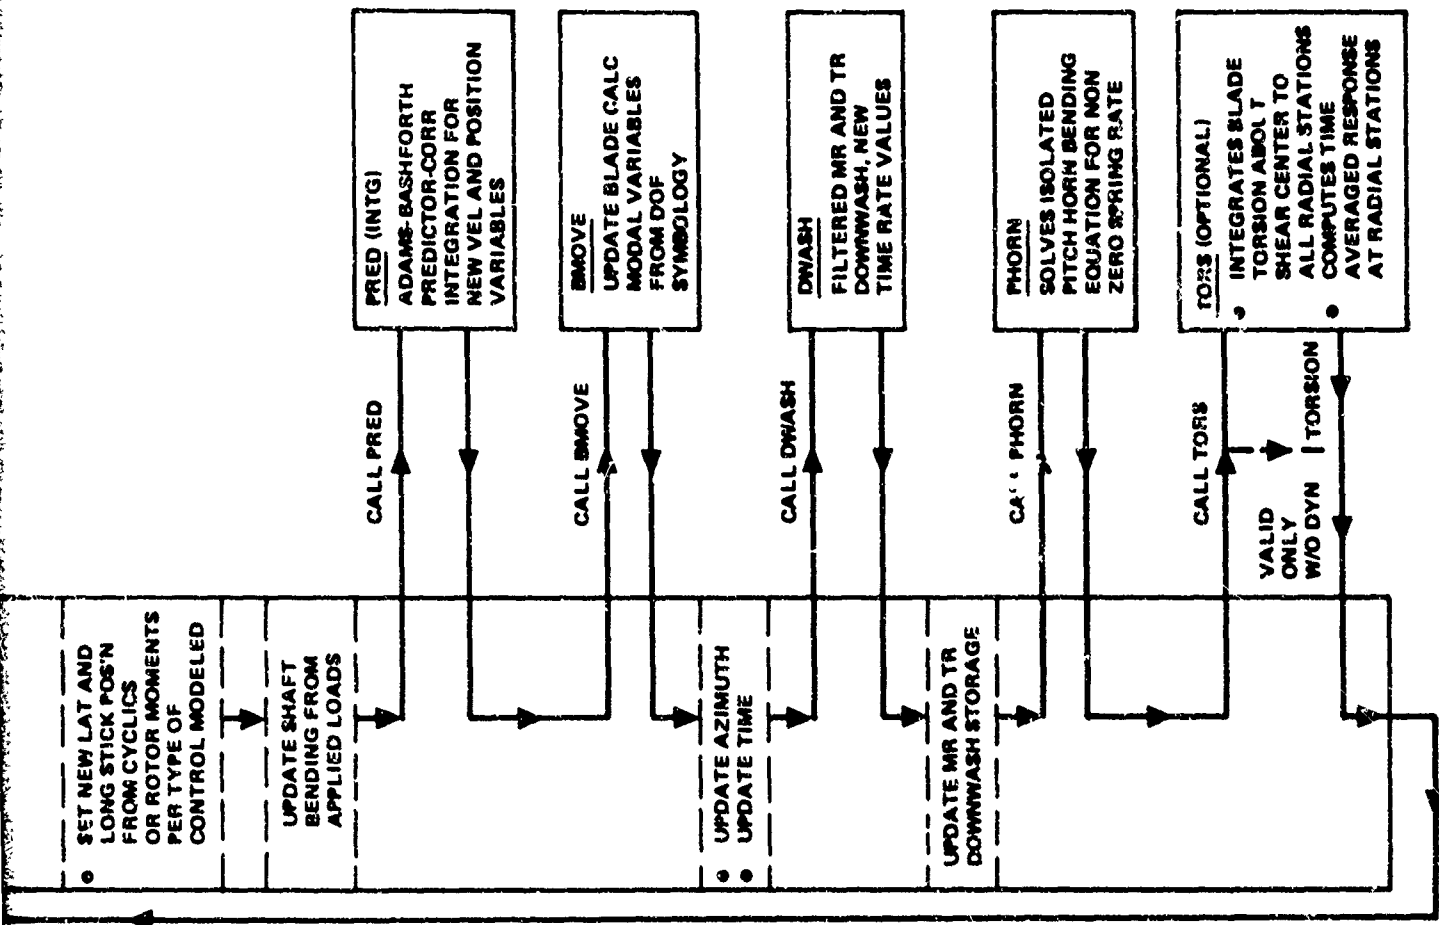 PRED (INTG)
ADAMS-BASHFORTH
PREDICTOR-CORR
INTEGRATION FOR
NEW VEL AND POSITION
VARIABLES
BMOVE
UPDATE BLADE CALC
MODAL VARIABLES
FROM DOF
SYMBOLOGY
DWASH
FILTERED MR AND TR
DOWNWASH, NEW
TIME RATE VALUES
PHORN
SOLVES ISOLATED
PITCH HORN BENDING
EQUATION FOR NON
ZERO SPRING RATE
TORS (OPTIONAL)
• INTEGRATES BLADE
TORSION ABOUT
SHEAR CENTER TO
ALL RADIAL STATIONS
• COMPUTES TIME
AVERAGED RESPONSE
AT RADIAL STATIONS
CALL PRED
CALL BMOVE
CALL DWASH
PHORN
CALL TORS
VALID
ONLY
W/O DYN TORSION
• SET NEW LAT AND
LONG STICK POS'N
FROM CYCLICS
OR ROTOR MOMENTS
PER TYPE OF
CONTROL MODELED
UPDATE SHAFT
BENDING FROM
APPLIED LOADS
• UPDATE AZIMUTH
• UPDATE TIME
UPDATE MR AND TR
DOWNWASH STORAGE